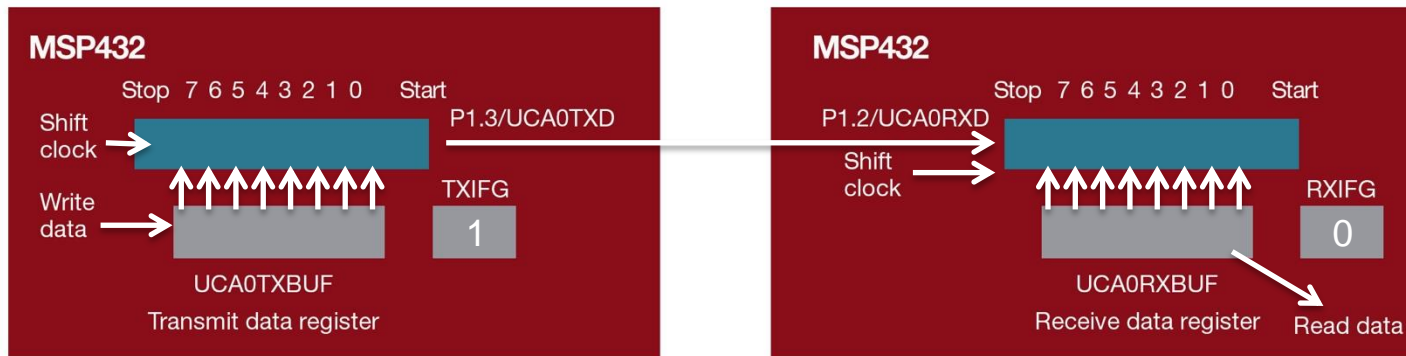 MSP432
Stop 7 6 5 4 3 2 1 0 Start
Shift
clock
P1.3/UCA0TXD
Write
data
TXIFG
1
UCA0TXBUF
Transmit data register
MSP432
Stop 7 6 5 4 3 2 1 0 Start
P1.2/UCA0RXD
Shift
clock
RXIFG
0
UCA0RXBUF
Receive data register
Read data